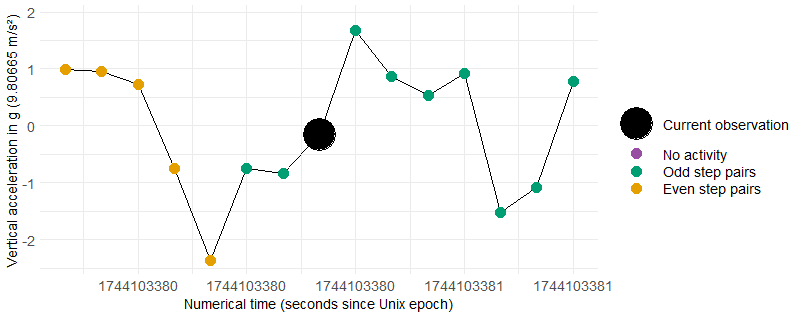 Vertical acceleration in g (9.80665 m/s²)
2
1
0
-1
-2
1744103380 1744103380 1744103380 1744103381 1744103381
Numerical time (seconds since Unix epoch)
Current observation
No activity
Odd step pairs
Even step pairs